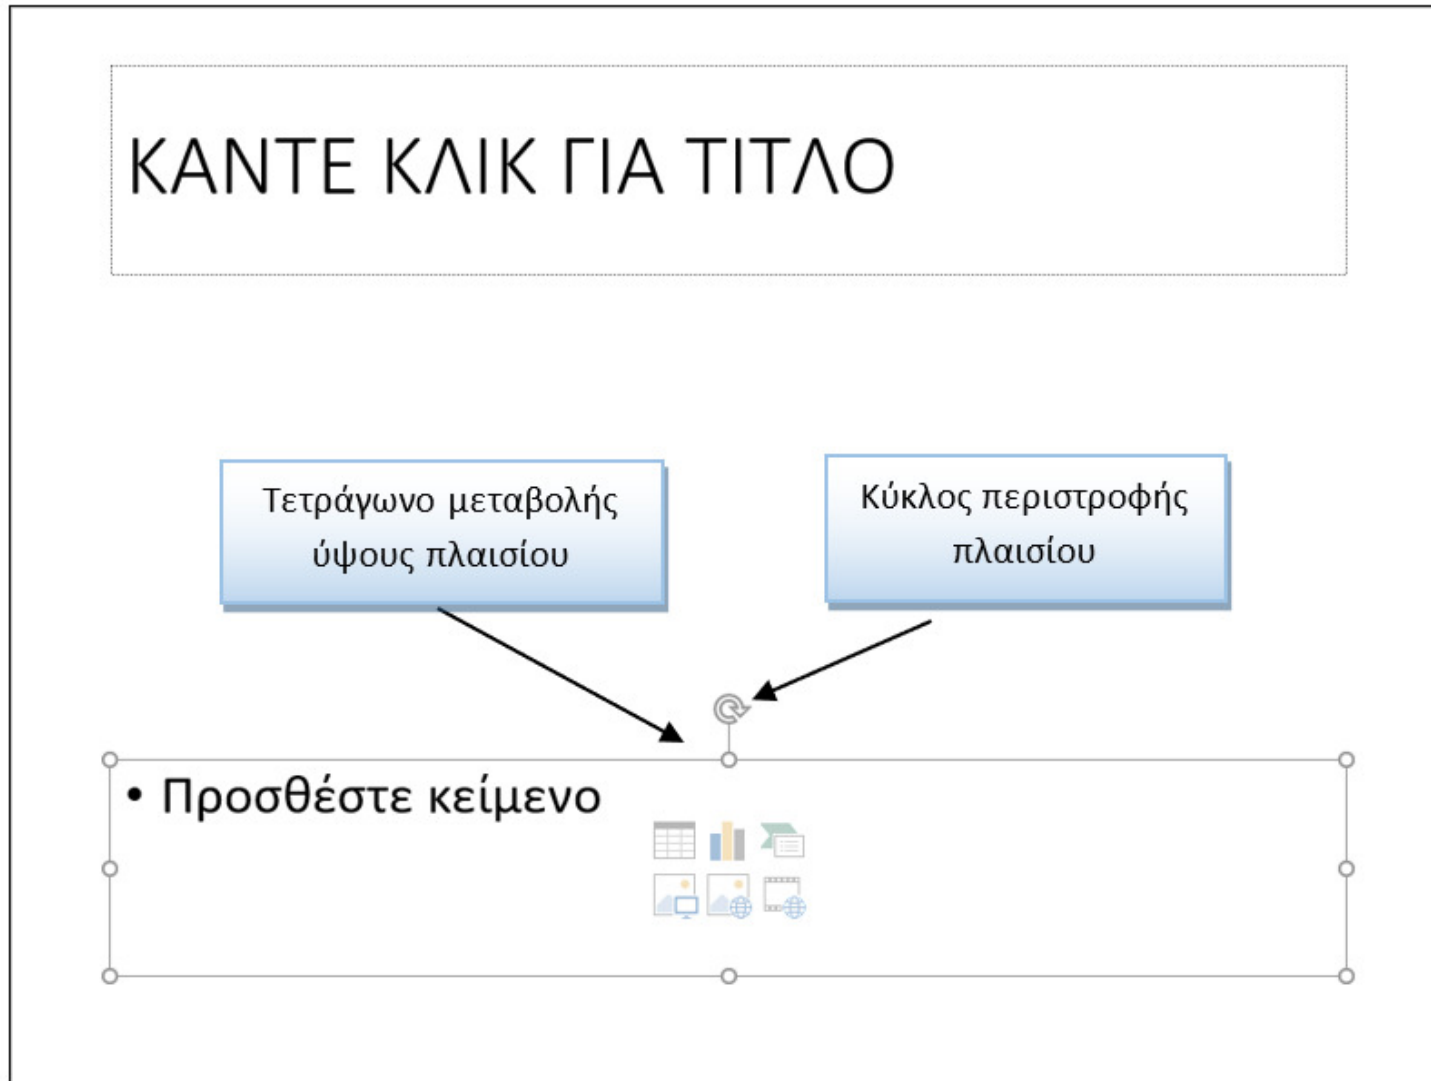 ΚΑΝΤΕ ΚΛΙΚ ΓΙΑ ΤΙΤΛΟ
Τετράγωνο μεταβολής
ύψους πλαισίου
Κύκλος περιστροφής
πλαισίου
• Προσθέστε κείμενο